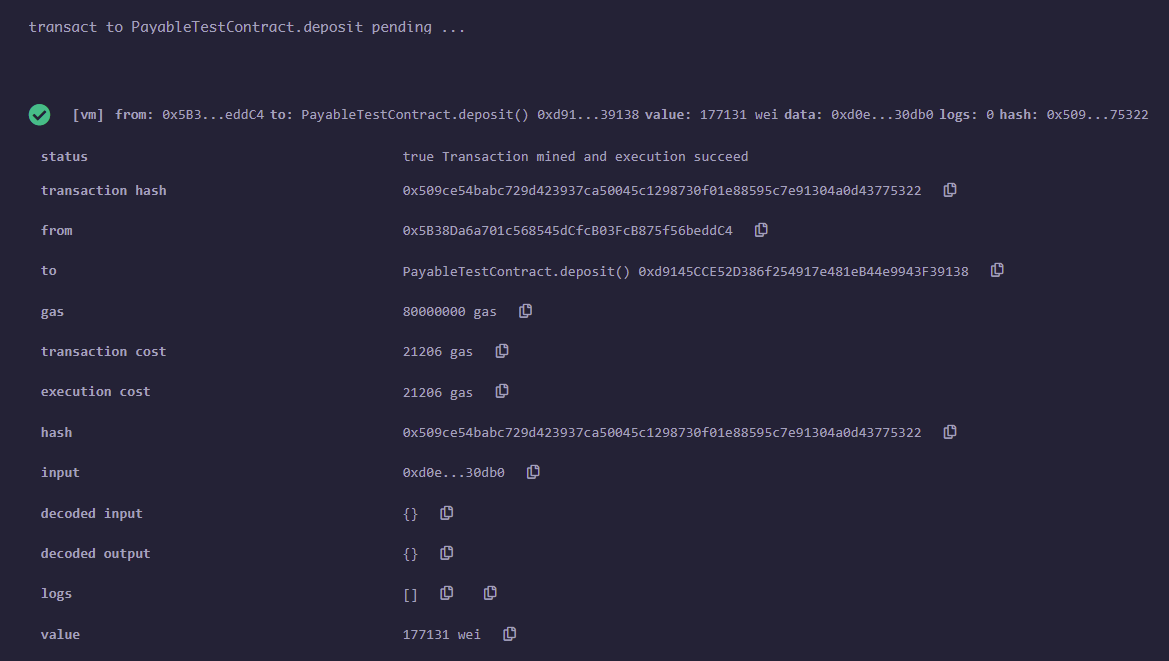 transact to PayableTestContract.deposit pending ...
[vm] from: 0x5B3...eddC4 to: PayableTestContract.deposit() 0xd91...39138 value: 177131 wei data: 0xd0e...30db0 logs: 0 hash: 0x509...75322
status true Transaction mined and execution succeed
transaction hash 0x509ce54babc729d423937ca50045c1298730f01e88595c7e91304a0d43775322
from 0x5B38Da6a701c568545dCfcB03FcB875f56beddC4
to PayableTestContract.deposit() 0xd9145CCE52D386f254917e481eB44e9943F39138
gas 80000000 gas
transaction cost 21206 gas
execution cost 21206 gas
hash 0x509ce54babc729d423937ca50045c1298730f01e88595c7e91304a0d43775322
input 0xd0e...30db0
decoded input {}
decoded output {}
logs []
value 177131 wei